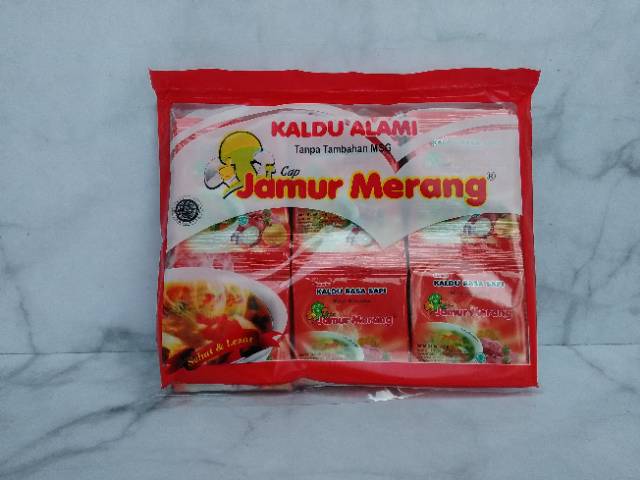 KALDU ALAMI
Tanpa Tambahan MSG
Cap
Jamur Merang®
KALDU RASA SAPI
Jamur Merang
KALDU RASA SAPI
Jamur Merang
Sehat & Lezat